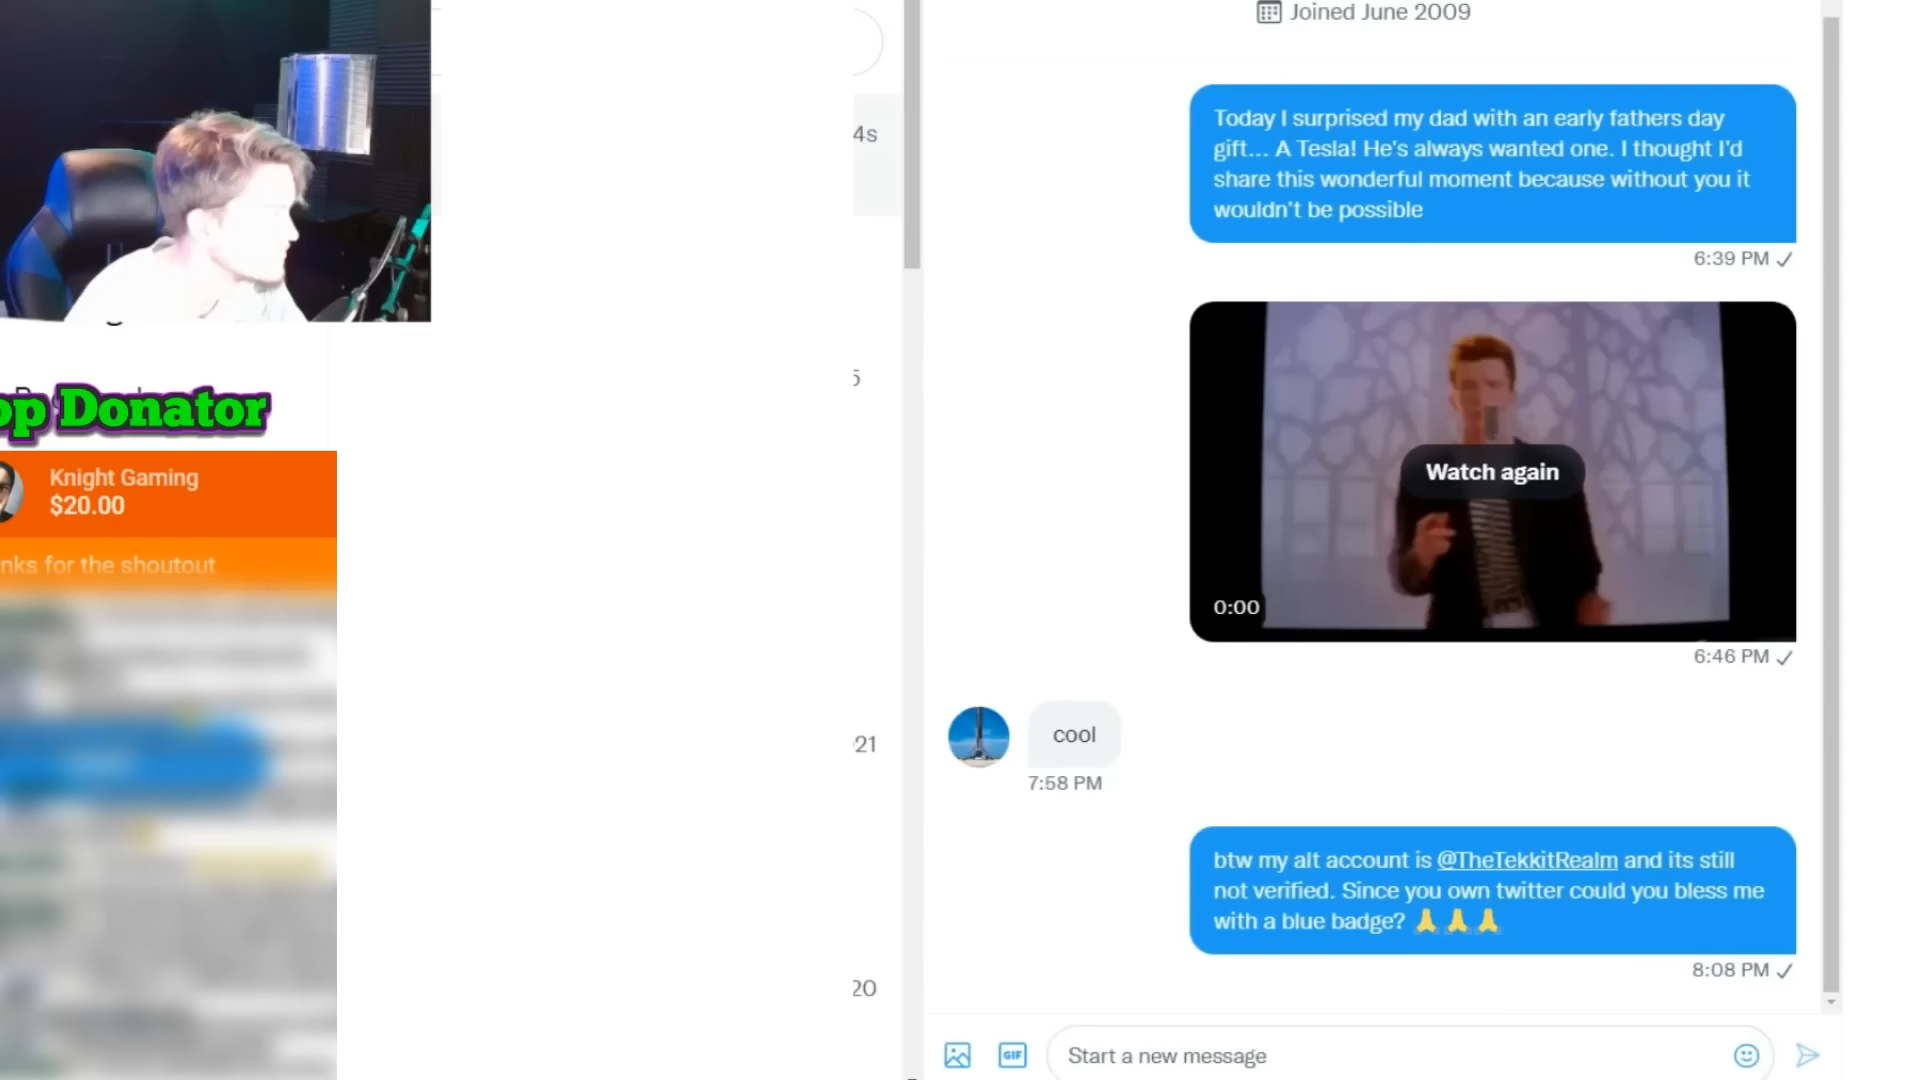 Joined June 2009
Today I surprised my dad with an early fathers day
gift... A Tesla! He's always wanted one. I thought I'd
share this wonderful moment because without you it
wouldn't be possible
6:39 PM
Watch again
0:00
6:46 PM
cool
7:58 PM
btw my alt account is @TheTekkitRealm and its still
not verified. Since you own twitter could you bless me
with a blue badge? 🙏🙏🙏
8:08 PM
GIF
Start a new message
4s
5
21
20
op Donator
Knight Gaming
$20.00
nks for the shoutout